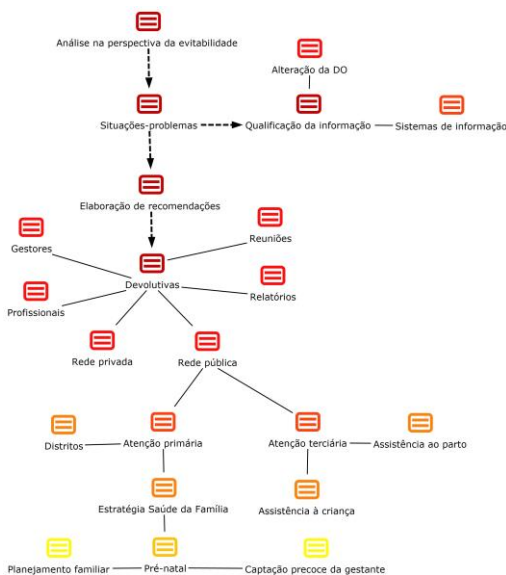 Análise na perspectiva da evitabilidade
Alteração da DO
Situações-problemas
Qualificação da informação
Sistemas de informação
Elaboração de recomendações
Gestores
Reuniões
Devolutivas
Profissionais
Relatórios
Rede privada
Rede pública
Distritos
Atenção primária
Atenção terciária
Assistência ao parto
Estratégia Saúde da Família
Assistência à criança
Planejamento familiar
Pré-natal
Captação precoce da gestante